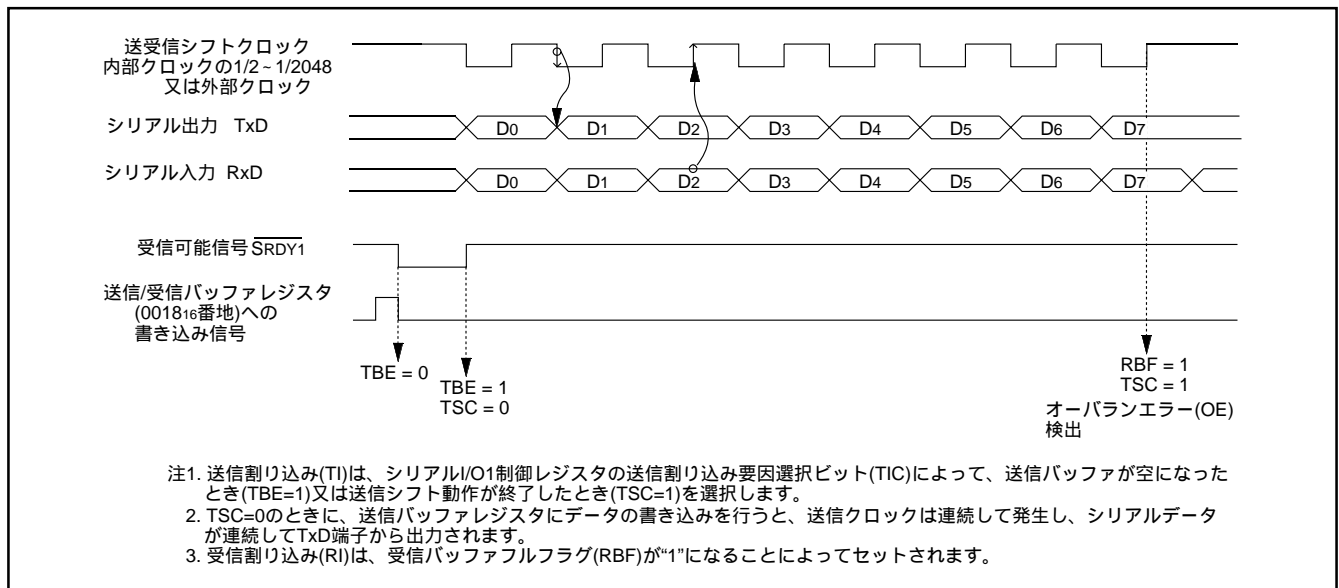 送受信シフトクロック
内部クロックの1/2~1/2048
又は外部クロック
シリアル出力 TxD
D0 D1 D2 D3 D4 D5 D6 D7
シリアル入力 RxD
D0 D1 D2 D3 D4 D5 D6 D7
受信可能信号 SRDY1
送信/受信バッファレジスタ
(001816番地)への
書き込み信号
TBE = 0
TBE = 1
TSC = 0
RBF = 1
TSC = 1
オーバランエラー(OE)
検出
注1. 送信割り込み(TI)は、シリアルI/O1制御レジスタの送信割り込み要因選択ビット(TIC)によって、送信バッファが空になった
とき(TBE=1)又は送信シフト動作が終了したとき(TSC=1)を選択します。
2. TSC=0のときに、送信バッファレジスタにデータの書き込みを行うと、送信クロックは連続して発生し、シリアルデータ
が連続してTxD端子から出力されます。
3. 受信割り込み(RI)は、受信バッファフルフラグ(RBF)が“1”になることによってセットされます。